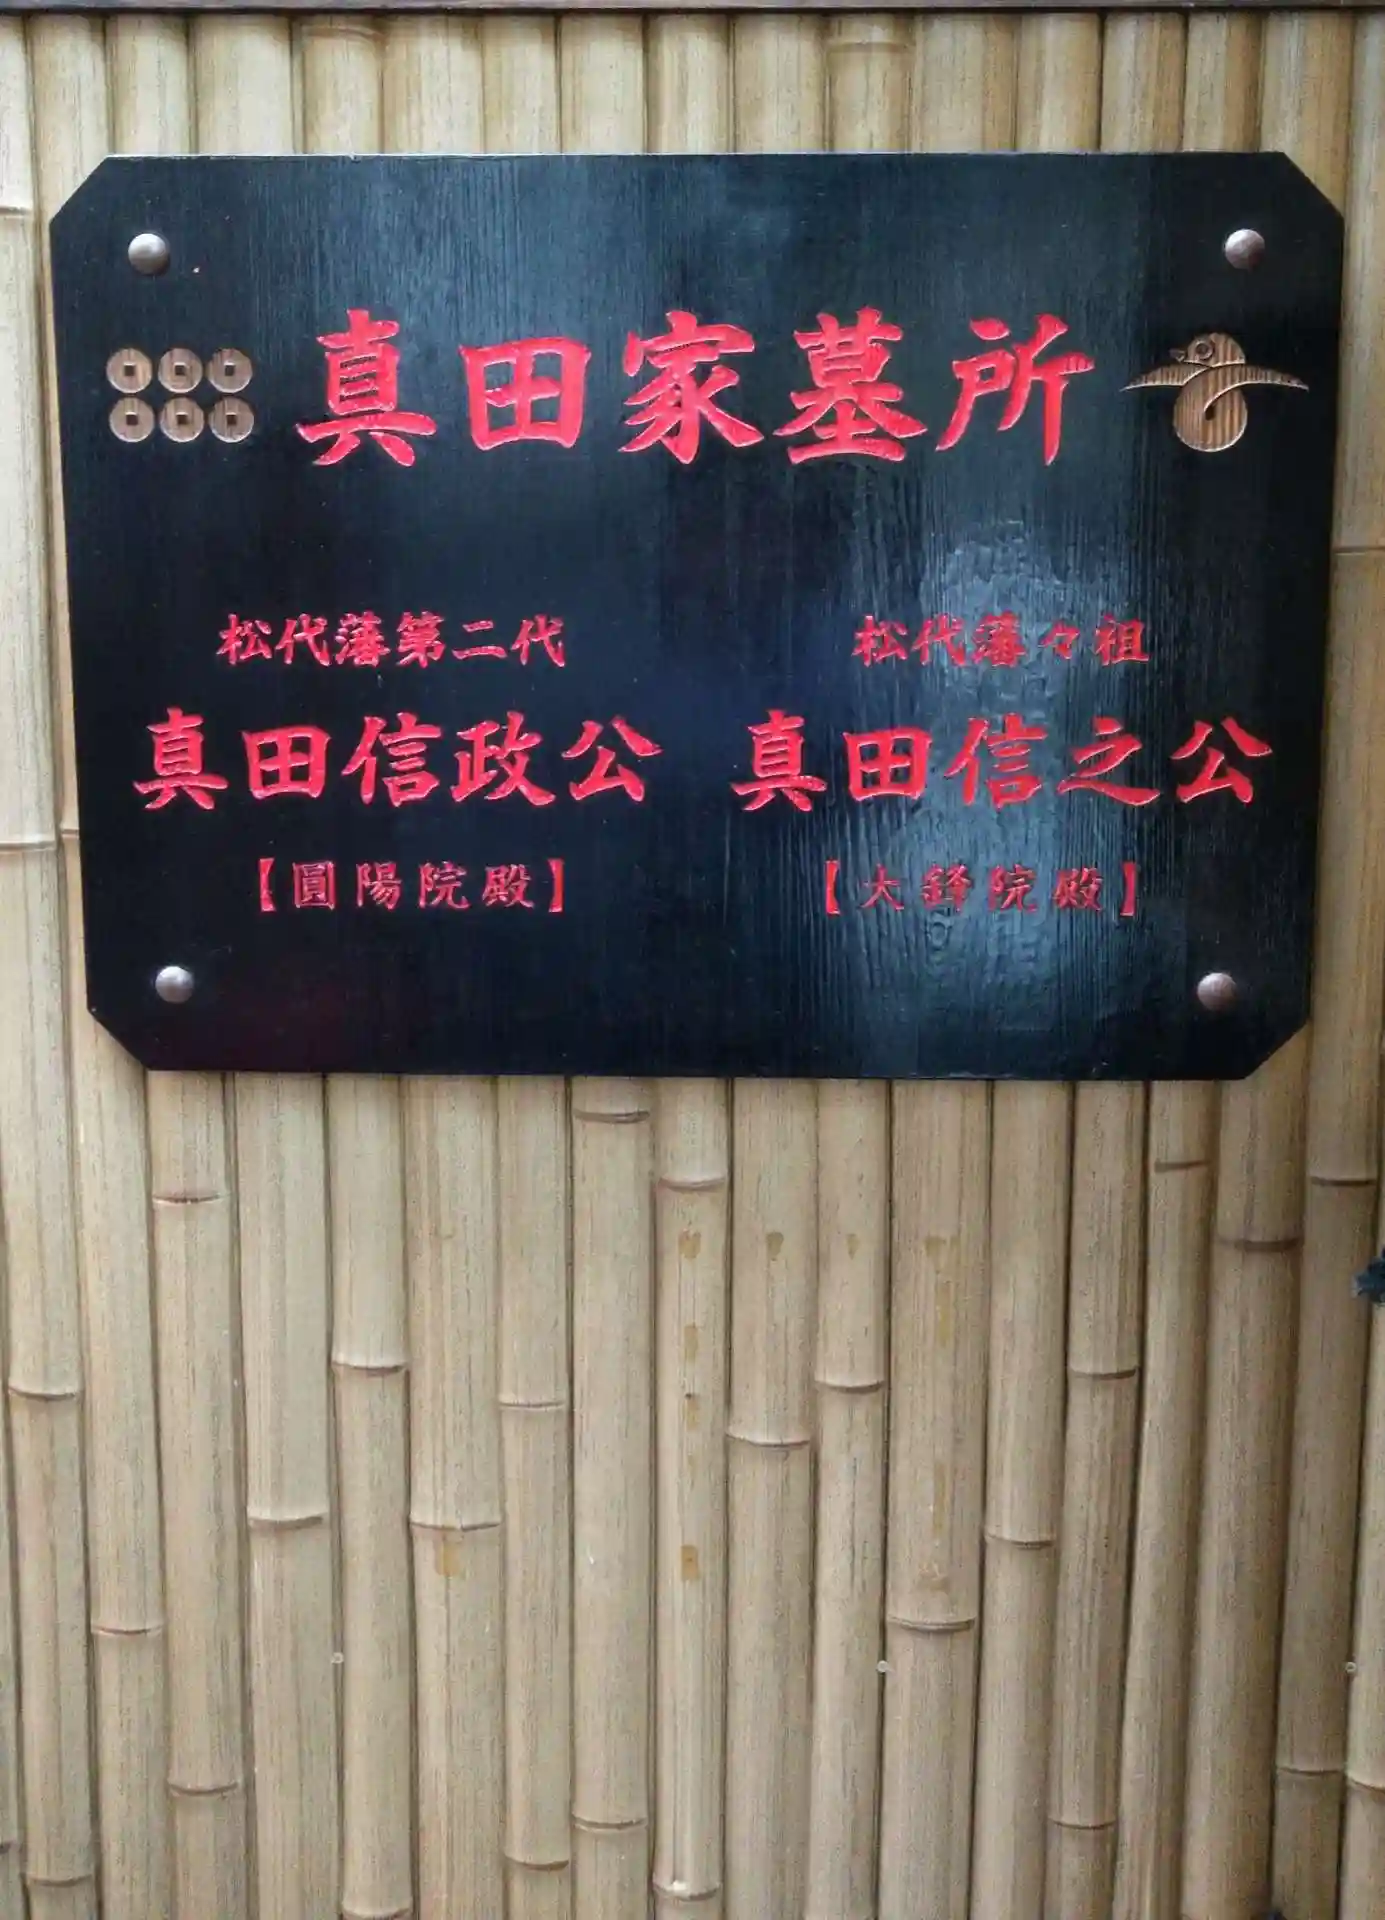 真田家墓所
松代藩々祖
真田信之公
【大鋒院殿】
松代藩第二代
真田信政公
【圓陽院殿】